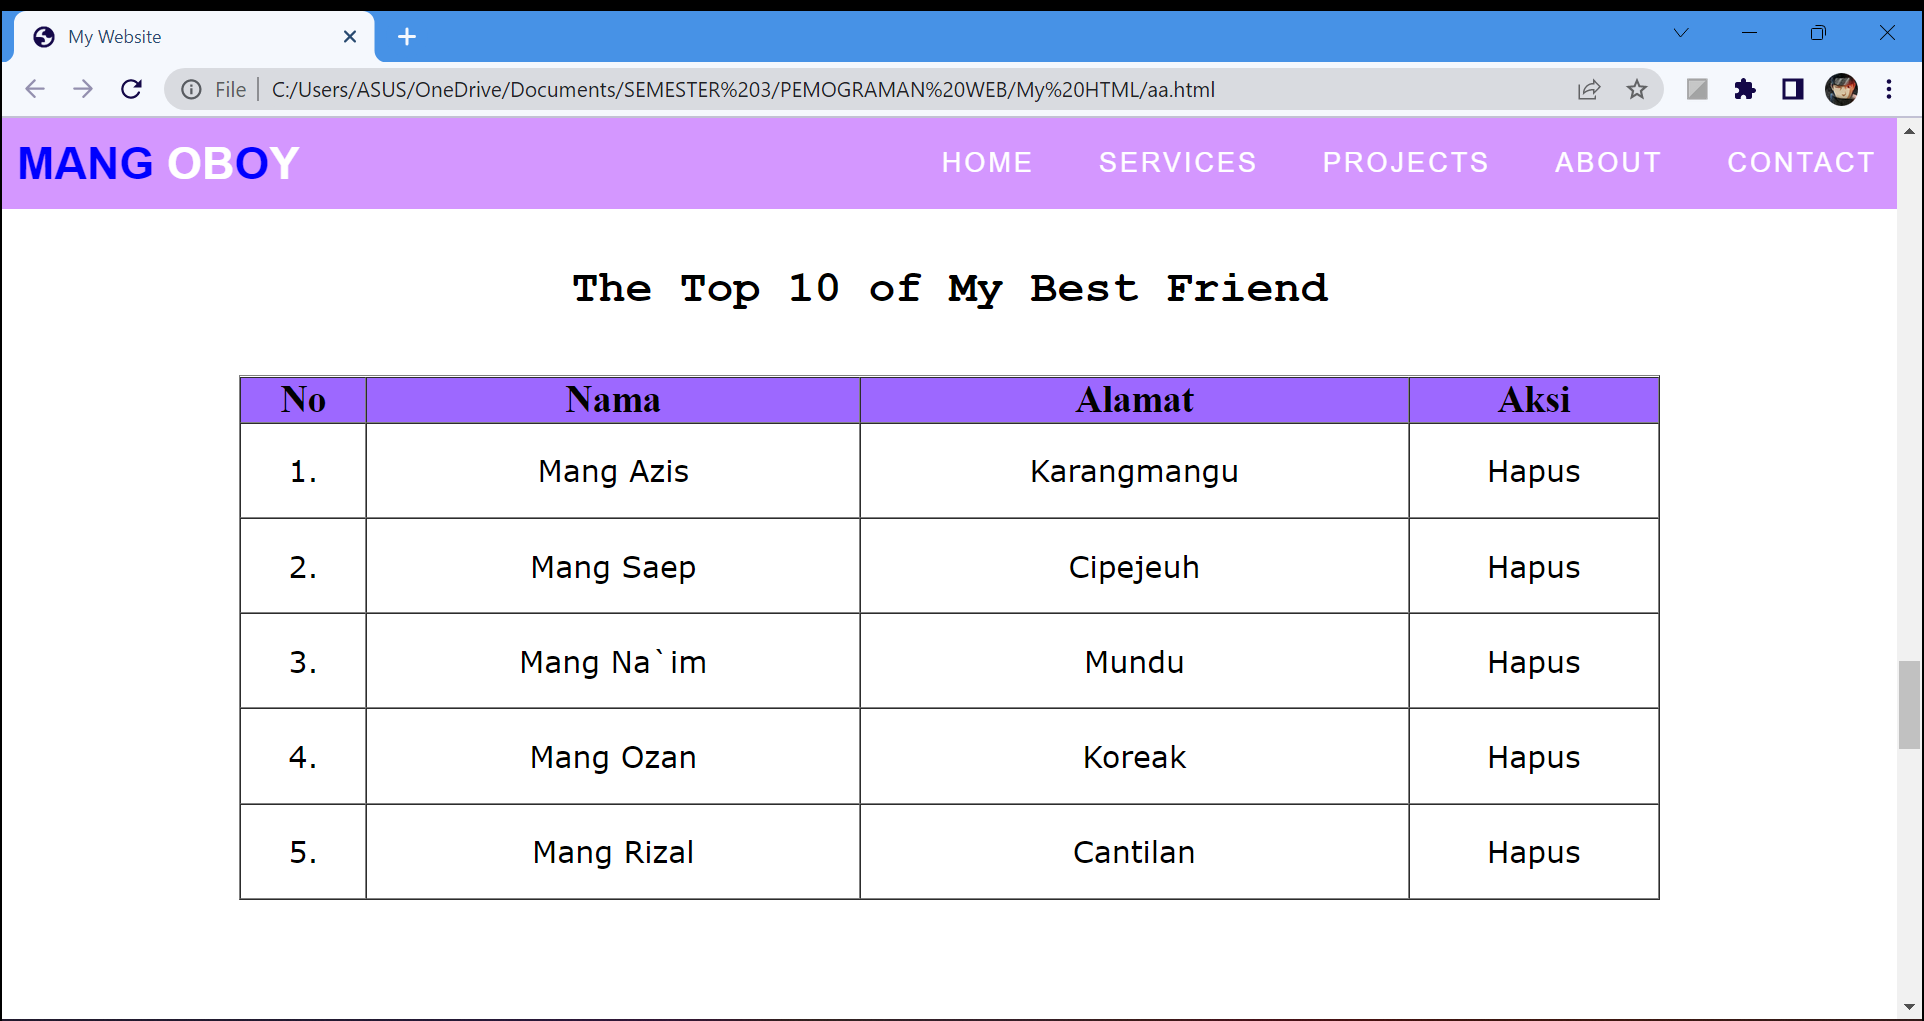 My Website
File C:/Users/ASUS/OneDrive/Documents/SEMESTER%203/PEMOGRAMAN%20WEB/My%20HTML/aa.html
MANG OBOY HOME SERVICES PROJECTS ABOUT CONTACT
The Top 10 of My Best Friend
No Nama Alamat Aksi
1. Mang Azis Karangmangu Hapus
2. Mang Saep Cipejeuh Hapus
3. Mang Na`im Mundu Hapus
4. Mang Ozan Koreak Hapus
5. Mang Rizal Cantilan Hapus